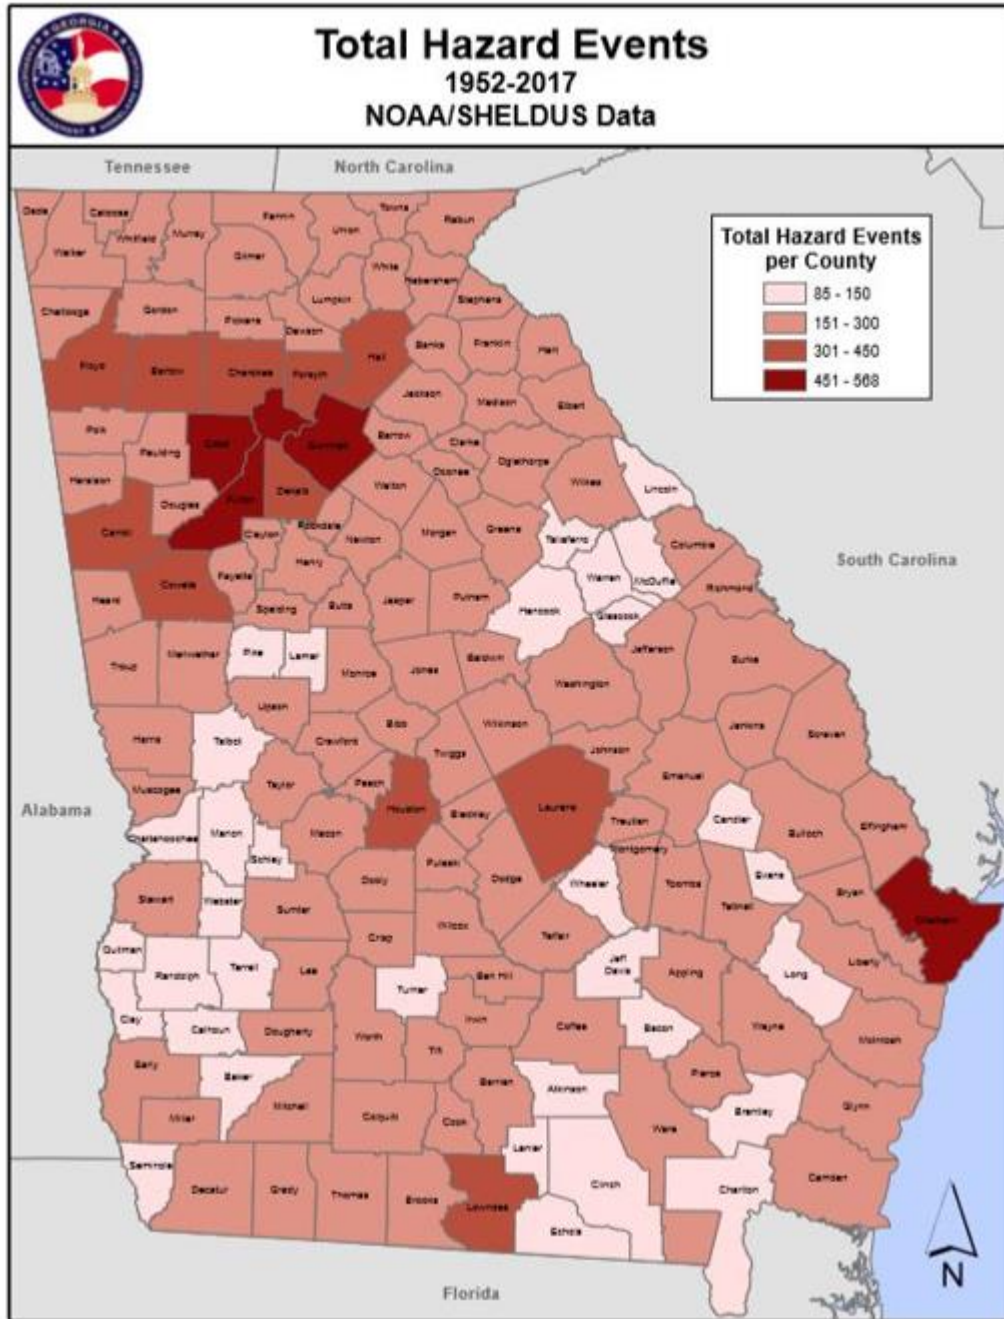 GEORGIA
Total Hazard Events
1952-2017
NOAA/SHELDUS Data
Tennessee
North Carolina
Total Hazard Events
per County
85 - 150
151 - 300
301 - 450
451 - 568
Dade
Catoosa
Whitfield
Murray
Fannin
Union
Towns
Rabun
Walker
Gilmer
White
Habersham
Stephens
Chattooga
Gordon
Pickens
Lumpkin
Dawson
Banks
Franklin
Hart
Floyd
Bartow
Cherokee
Forsyth
Hall
Jackson
Madison
Elbert
Polk
Paulding
Cobb
Gwinnett
Barrow
Clarke
Oconee
Oglethorpe
Wilkes
Lincoln
Haralson
Douglas
Fulton
Dekalb
Walton
Carroll
Clayton
Rockdale
Newton
Morgan
Greene
Taliaferro
Columbia
South Carolina
Coweta
Fayette
Henry
Warren
McDuffie
Richmond
Heard
Spalding
Butts
Jasper
Putnam
Hancock
Glascock
Troup
Meriwether
Pike
Lamar
Monroe
Jones
Baldwin
Washington
Jefferson
Burke
Upson
Bibb
Wilkinson
Jenkins
Screven
Harris
Talbot
Crawford
Twiggs
Johnson
Muscogee
Taylor
Peach
Houston
Bleckley
Laurens
Treutlen
Emanuel
Candler
Bulloch
Effingham
Alabama
Chattahoochee
Marion
Schley
Macon
Pulaski
Dodge
Montgomery
Stewart
Webster
Sumter
Dooly
Wilcox
Wheeler
Toombs
Tattnall
Evans
Bryan
Chatham
Quitman
Randolph
Terrell
Lee
Crisp
Telfair
Jeff
Davis
Appling
Long
Liberty
Clay
Calhoun
Dougherty
Turner
Ben Hill
Worth
Tift
Irwin
Coffee
Bacon
Wayne
McIntosh
Early
Baker
Mitchell
Berrien
Atkinson
Pierce
Brantley
Glynn
Miller
Colquitt
Cook
Lanier
Ware
Seminole
Decatur
Grady
Thomas
Brooks
Lowndes
Clinch
Charlton
Camden
Echols
Florida
N